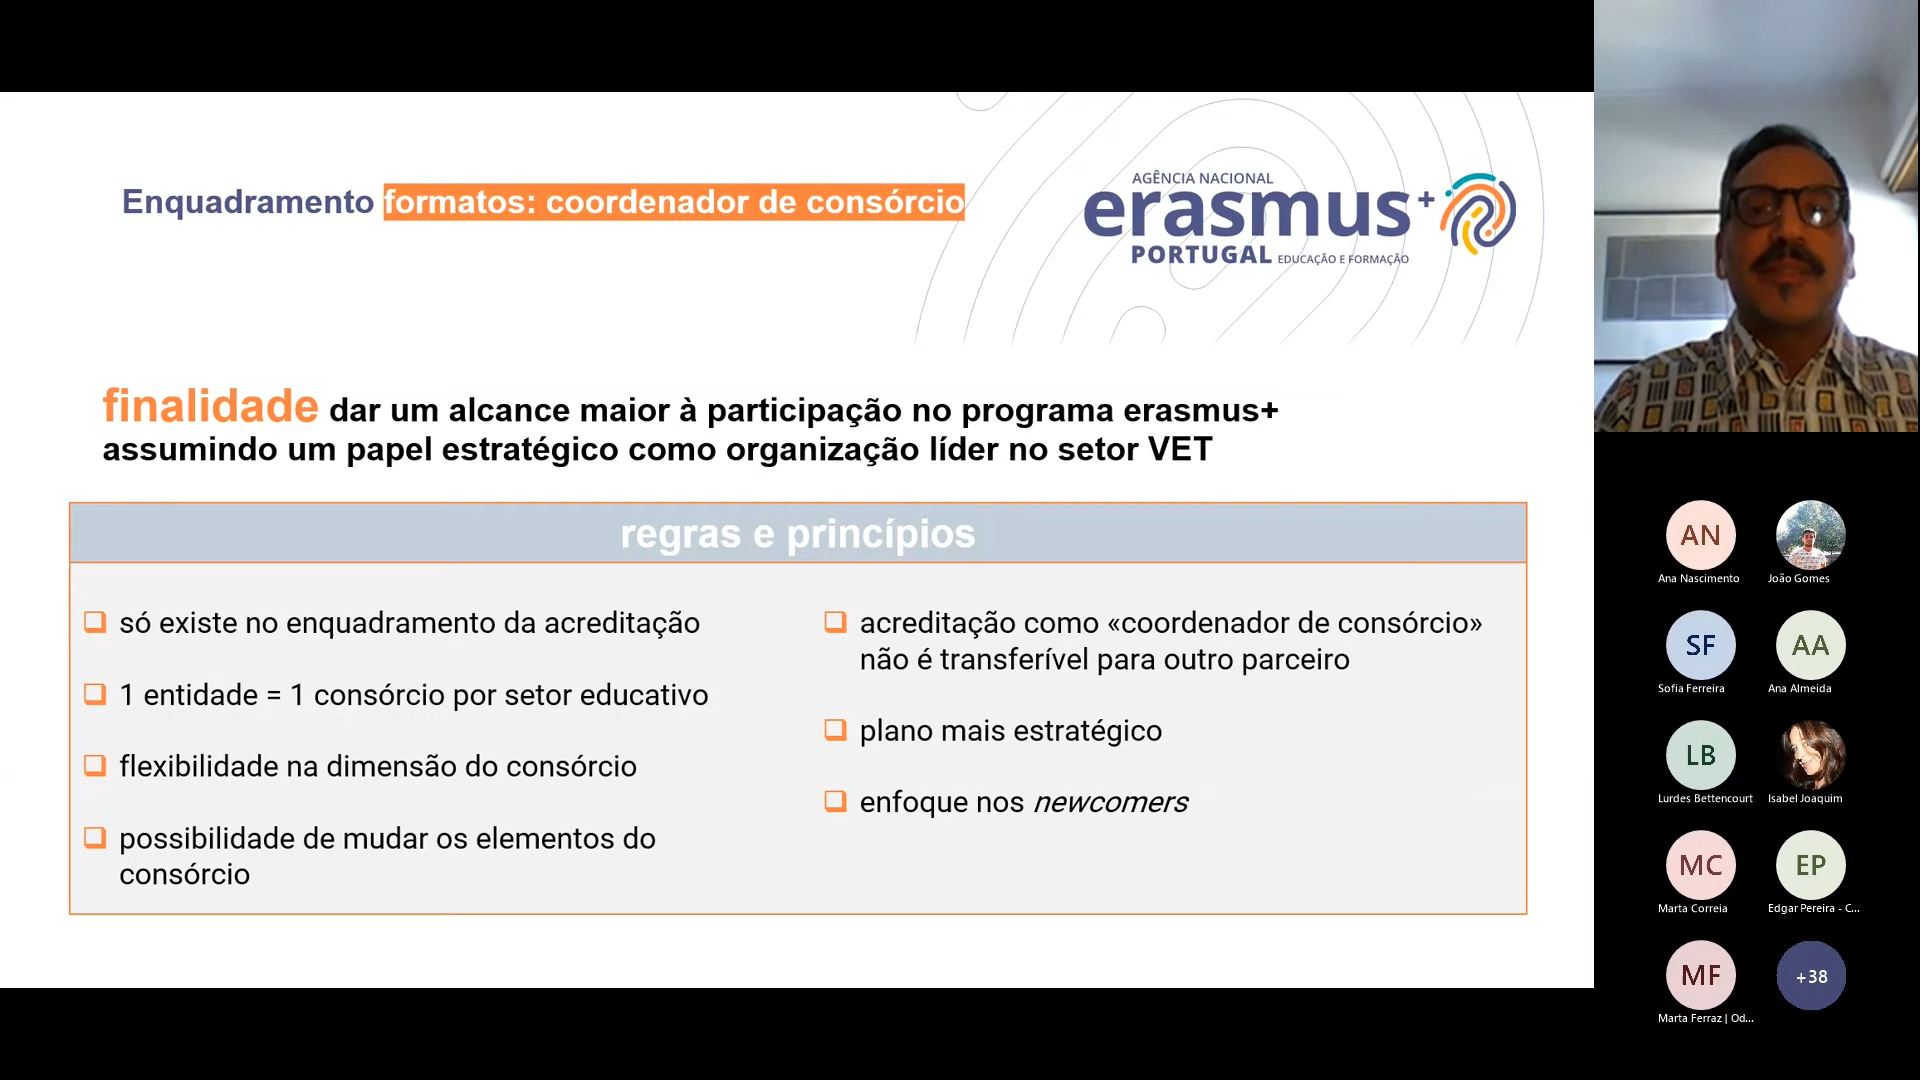 Enquadramento formatos: coordenador de consórcio
AGÊNCIA NACIONAL
erasmus+
PORTUGAL EDUCAÇÃO E FORMAÇÃO
finalidade dar um alcance maior à participação no programa erasmus+
assumindo um papel estratégico como organização líder no setor VET
regras e princípios
só existe no enquadramento da acreditação
1 entidade = 1 consórcio por setor educativo
flexibilidade na dimensão do consórcio
possibilidade de mudar os elementos do
consórcio
acreditação como «coordenador de consórcio»
não é transferível para outro parceiro
plano mais estratégico
enfoque nos newcomers
AN
Ana Nascimento
João Gomes
SF
Sofia Ferreira
AA
Ana Almeida
LB
Lurdes Bettencourt
Isabel Joaquim
MC
Marta Correia
EP
Edgar Pereira - C...
MF
Marta Ferraz | Od...
+38